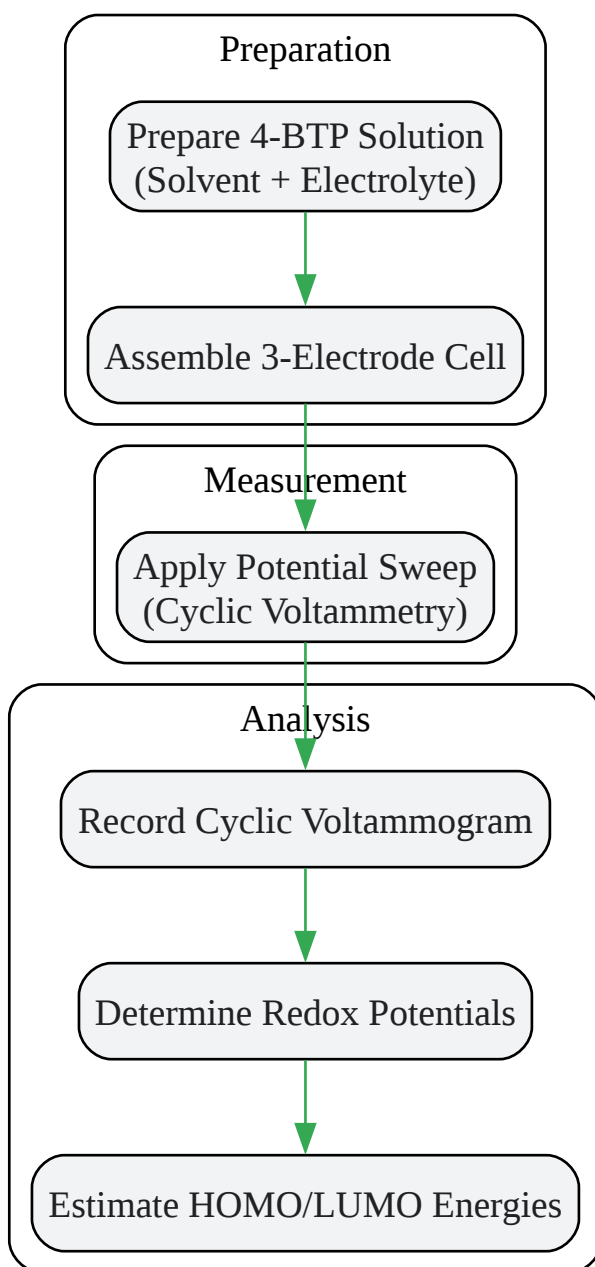 Preparation
Prepare 4-BTP Solution
(Solvent + Electrolyte)
Assemble 3-Electrode Cell
Measurement
Apply Potential Sweep
(Cyclic Voltammetry)
Analysis
Record Cyclic Voltammogram
Determine Redox Potentials
Estimate HOMO/LUMO Energies